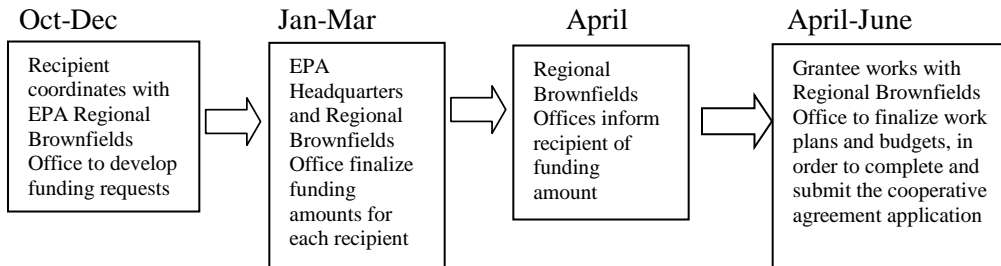 Oct-Dec
Recipient
coordinates with
EPA Regional
Brownfields
Office to develop
funding requests
Jan-Mar
EPA
Headquarters
and Regional
Brownfields
Office finalize
funding
amounts for
each recipient
April
Regional
Brownfields
Offices inform
recipient of
funding
amount
April-June
Grantee works with
Regional Brownfields
Office to finalize work
plans and budgets, in
order to complete and
submit the cooperative
agreement application